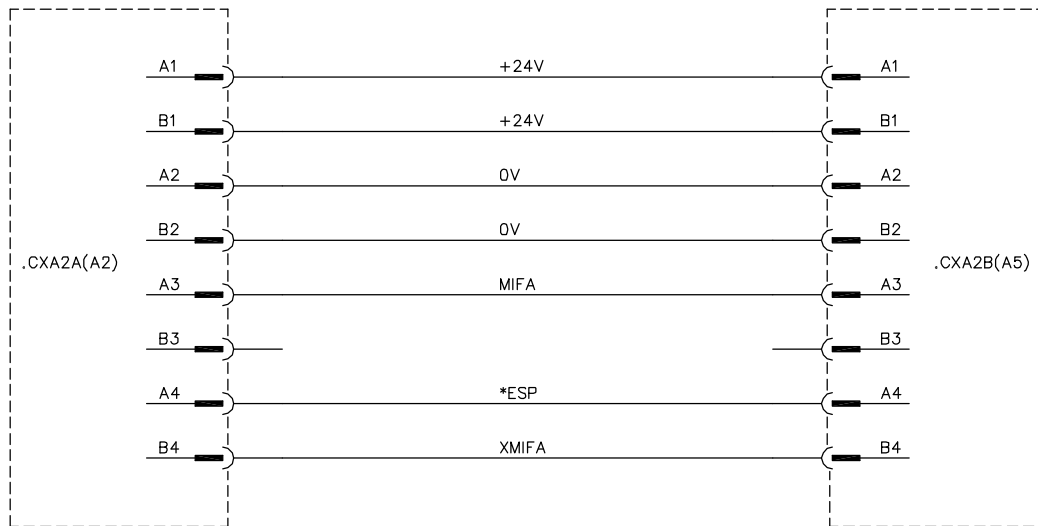 A1 +24V A1
B1 +24V B1
A2 0V A2
B2 0V B2
.CXA2A(A2) .CXA2B(A5)
A3 MIFA A3
B3 B3
A4 *ESP A4
B4 XMIFA B4